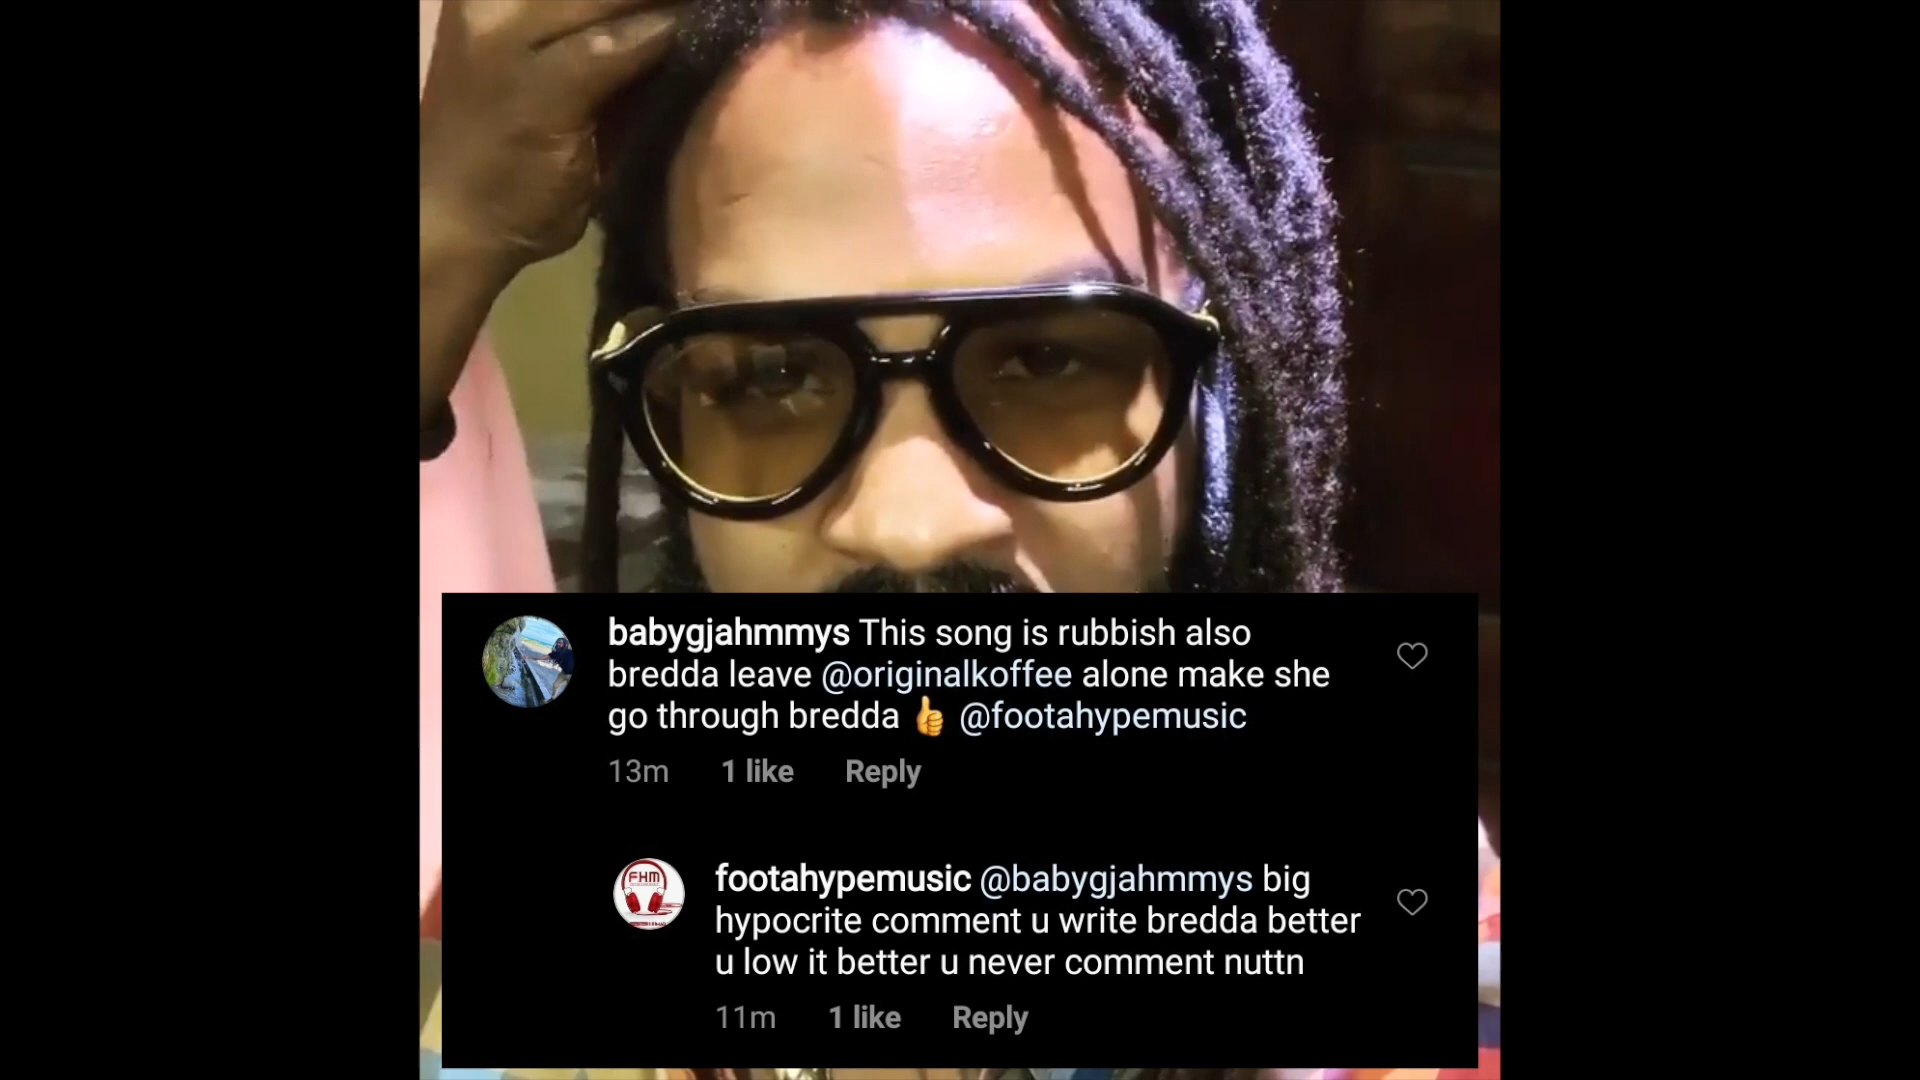 babygjahmmys This song is rubbish also
bredda leave @originalkoffee alone make she
go through bredda 👍 @footahypemusic
13m 1 like Reply
FHM
footahypemusic @babygjahmmys big
hypocrite comment u write bredda better
u low it better u never comment nuttn
11m 1 like Reply